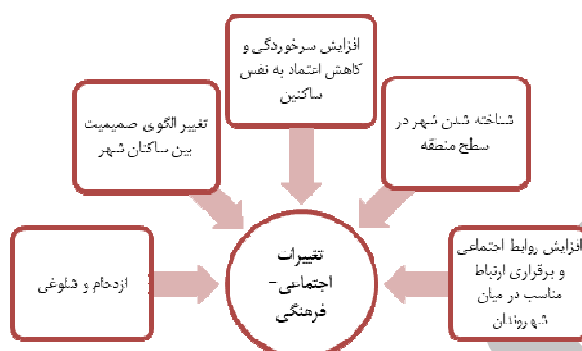 افزایش سرخوردگی و
کاهش اعتماد به نفس
ساکنین
شناخته شدن شهر در
سطح منطقه
تغییر الگوی صمیمیت
بین ساکنان شهر
افزایش روابط اجتماعی
و برقراری ارتباط
مناسب در میان
شهروندان
تغییرات
اجتماعی-
فرهنگی
ازدحام و شلوغی